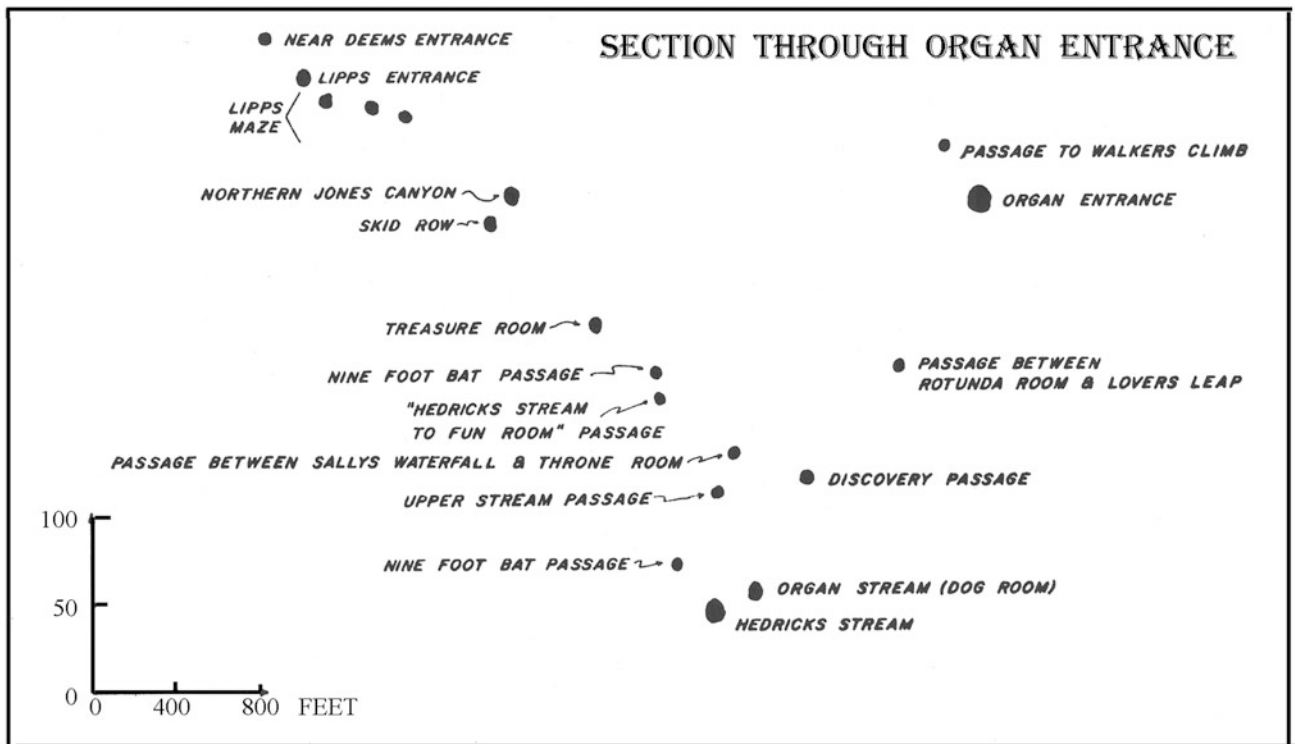 SECTION THROUGH ORGAN ENTRANCE
NEAR DEEMS ENTRANCE
LIPPS ENTRANCE
LIPPS
MAZE
PASSAGE TO WALKERS CLIMB
NORTHERN JONES CANYON
ORGAN ENTRANCE
SKID ROW
TREASURE ROOM
NINE FOOT BAT PASSAGE
PASSAGE BETWEEN
ROTUNDA ROOM & LOVERS LEAP
"HEDRICKS STREAM
TO FUN ROOM" PASSAGE
PASSAGE BETWEEN SALLYS WATERFALL & THRONE ROOM
DISCOVERY PASSAGE
UPPER STREAM PASSAGE
NINE FOOT BAT PASSAGE
ORGAN STREAM (DOG ROOM)
HEDRICKS STREAM
100
50
0
0 400 800 FEET